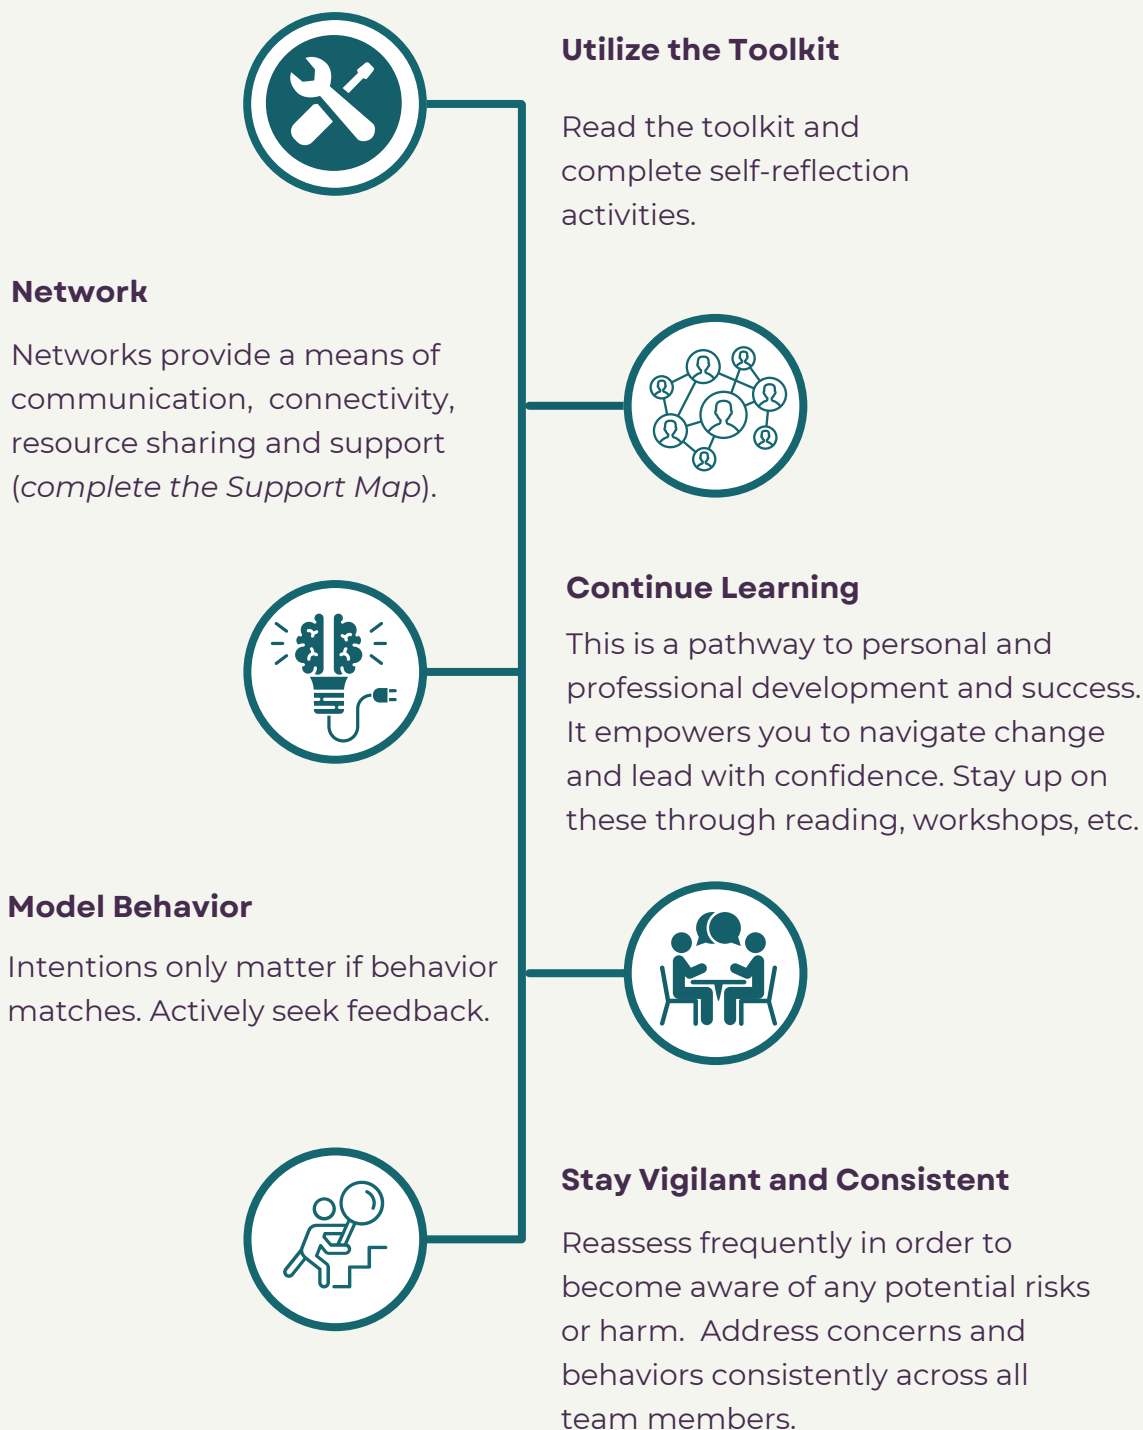 Utilize the Toolkit
Read the toolkit and
complete self-reflection
activities.
Network
Networks provide a means of
communication,  connectivity,
resource sharing and support
(complete the Support Map).
Continue Learning
This is a pathway to personal and
professional development and success.
It empowers you to navigate change
and lead with confidence. Stay up on
these through reading, workshops, etc.
Model Behavior
Intentions only matter if behavior
matches. Actively seek feedback.
Stay Vigilant and Consistent
Reassess frequently in order to
become aware of any potential risks
or harm.  Address concerns and
behaviors consistently across all
team members.